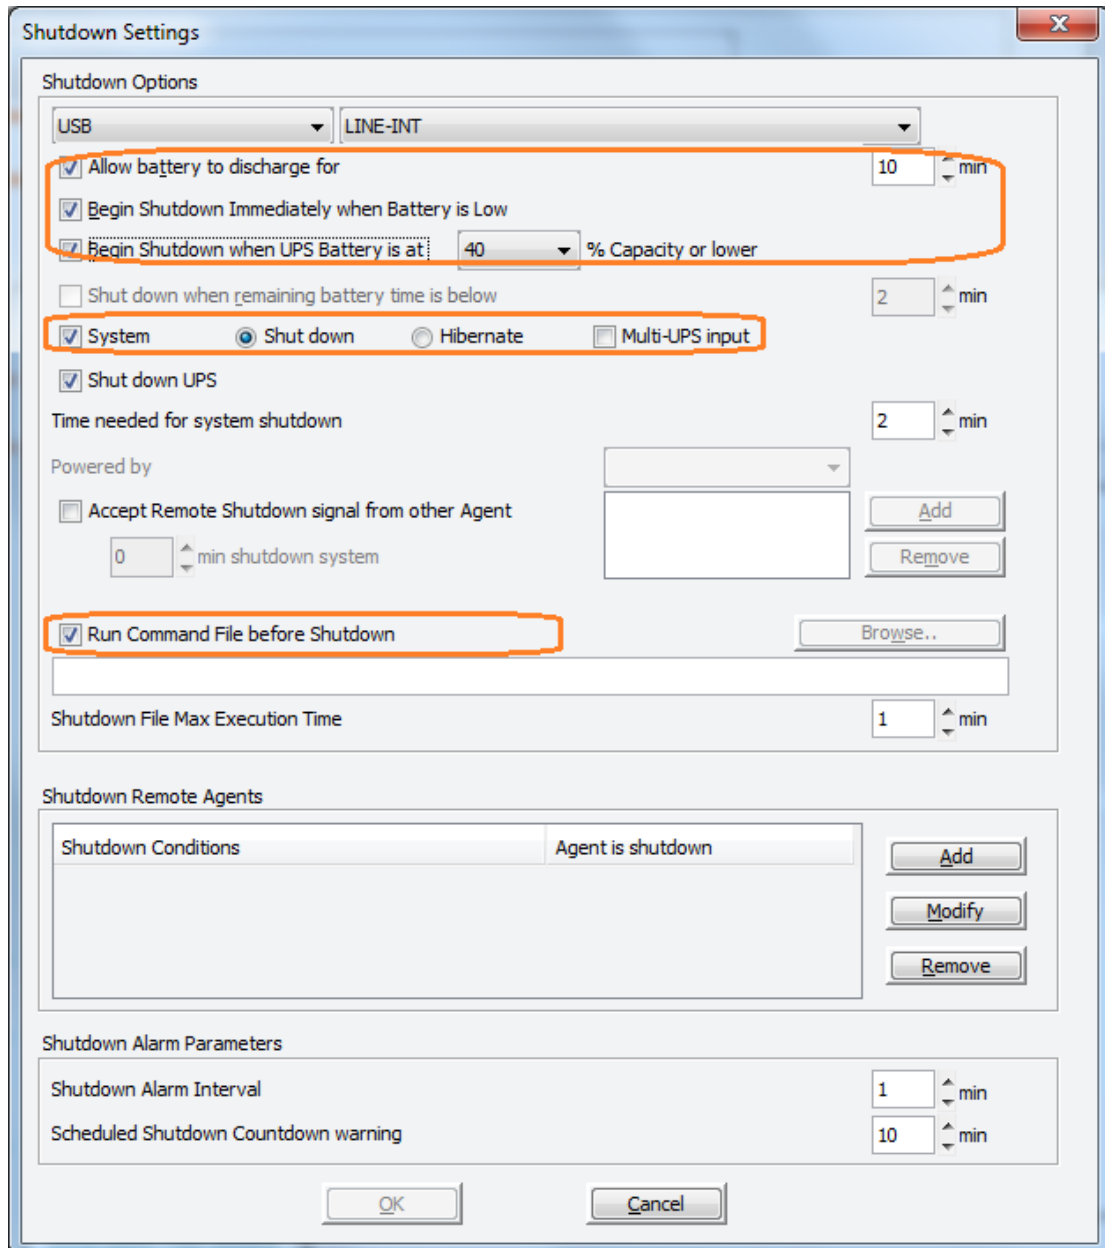 Shutdown Settings
Shutdown Options
USB LINE-INT
Allow battery to discharge for 10 min
Begin Shutdown Immediately when Battery is Low
Begin Shutdown when UPS Battery is at 40 % Capacity or lower
Shut down when remaining battery time is below 2 min
System Shut down Hibernate Multi-UPS input
Shut down UPS
Time needed for system shutdown 2 min
Powered by
Accept Remote Shutdown signal from other Agent Add
0 min shutdown system Remove
Run Command File before Shutdown Browse..
Shutdown File Max Execution Time 1 min
Shutdown Remote Agents
Shutdown Conditions Agent is shutdown
Add
Modify
Remove
Shutdown Alarm Parameters
Shutdown Alarm Interval 1 min
Scheduled Shutdown Countdown warning 10 min
OK Cancel